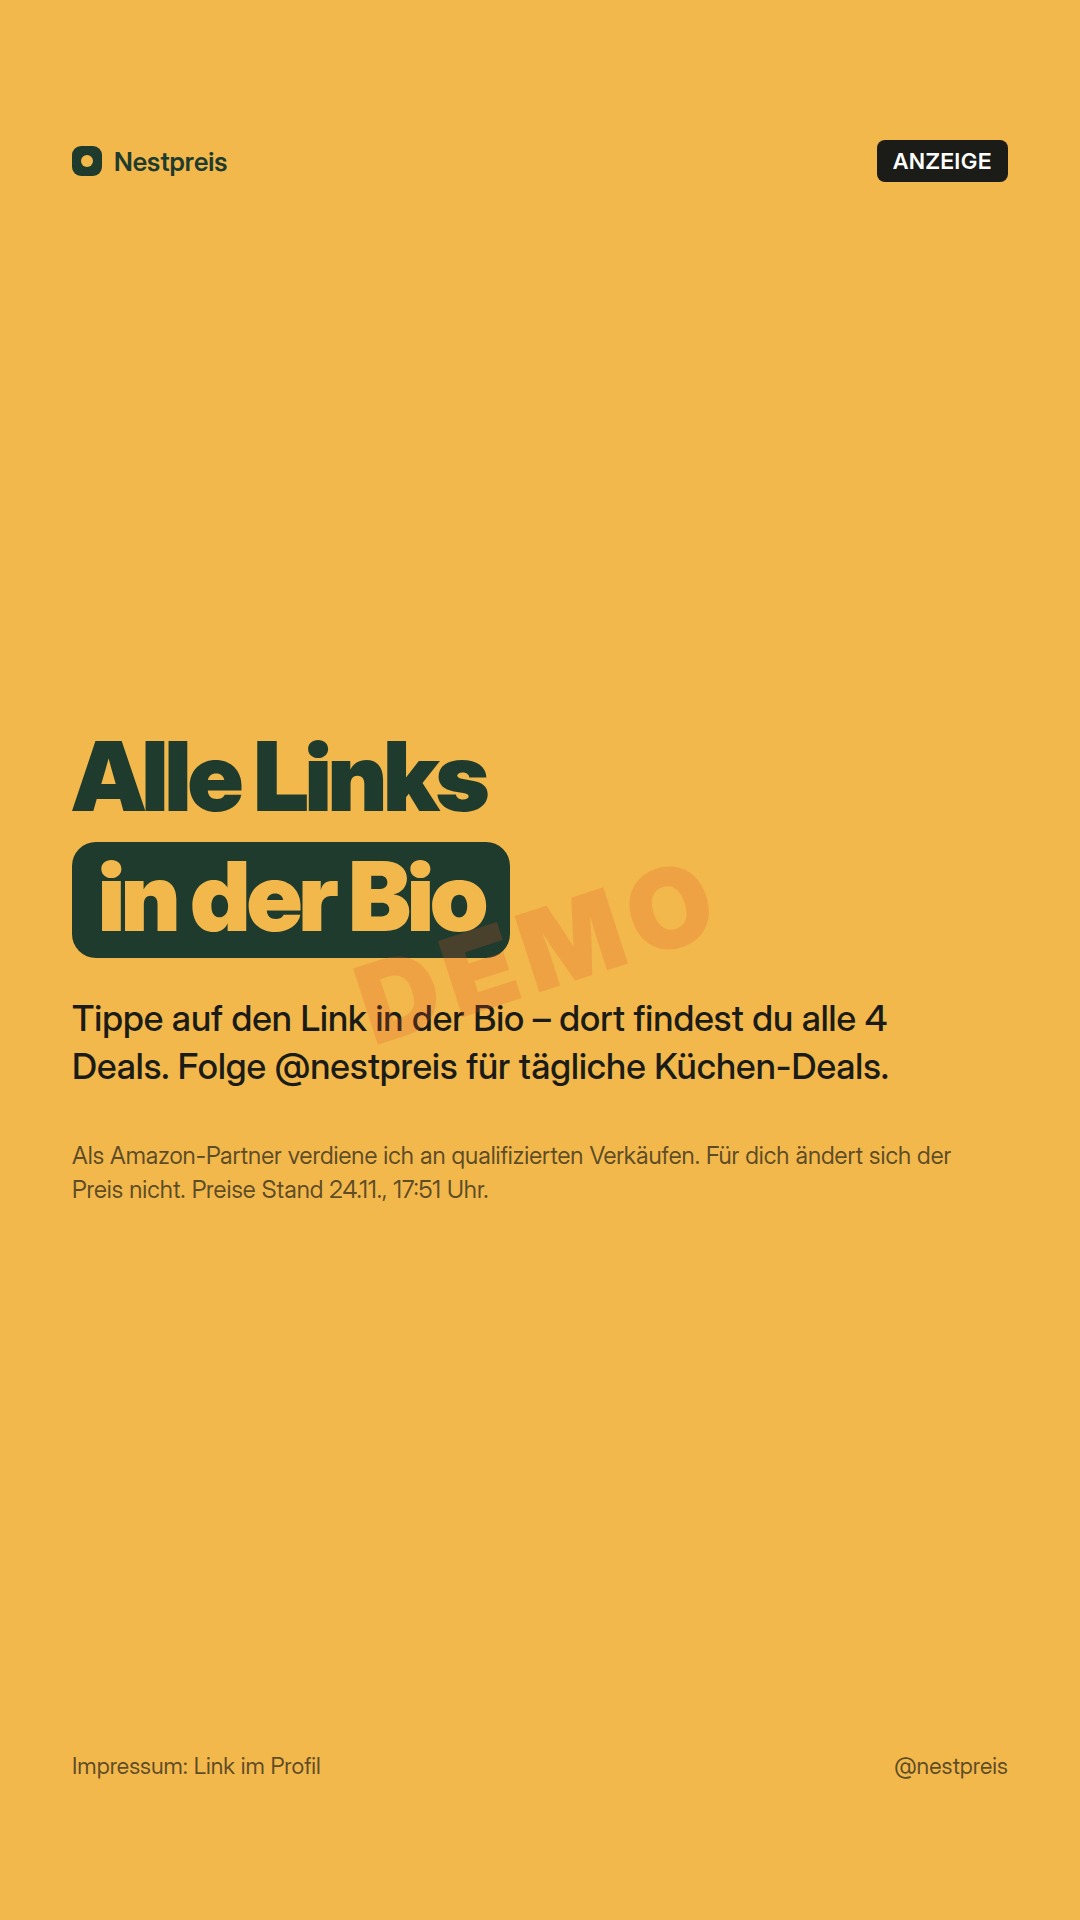 Nestpreis
ANZEIGE
Alle Links
in der Bio
DEMO
Tippe auf den Link in der Bio – dort findest du alle 4
Deals. Folge @nestpreis für tägliche Küchen-Deals.
Als Amazon-Partner verdiene ich an qualifizierten Verkäufen. Für dich ändert sich der
Preis nicht. Preise Stand 24.11., 17:51 Uhr.
Impressum: Link im Profil
@nestpreis